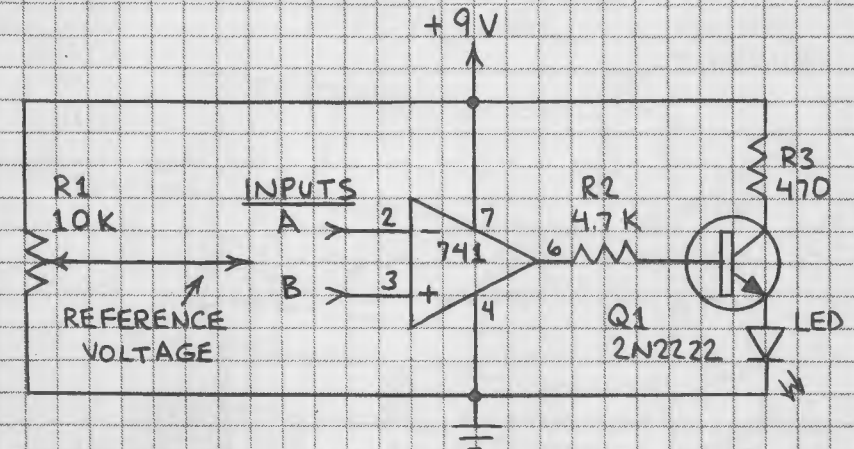 +9V
R1
10K
INPUTS
A
B
2
3
-
+
741
7
4
6
R2
4.7K
R3
470
REFERENCE
VOLTAGE
Q1
2N2222
LED